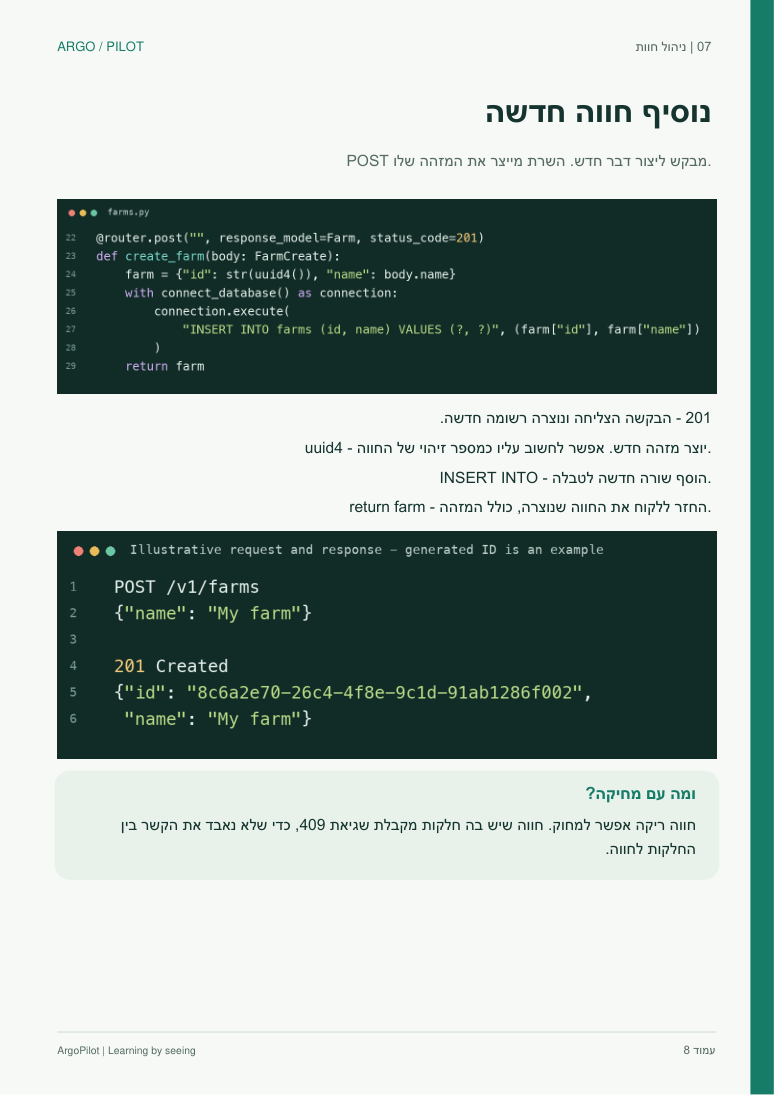 ARGO / PILOT
07 | ניהול חוות
נוסיף חווה חדשה
POST מבקש ליצור דבר חדש. השרת מייצר את המזהה שלו.
farms.py
22 @router.post("", response_model=Farm, status_code=201)
23 def create_farm(body: FarmCreate):
24     farm = {"id": str(uuid4()), "name": body.name}
25     with connect_database() as connection:
26         connection.execute(
27             "INSERT INTO farms (id, name) VALUES (?, ?)", (farm["id"], farm["name"])
28         )
29     return farm
201 - הבקשה הצליחה ונוצרה רשומה חדשה.
uuid4 - יוצר מזהה חדש. אפשר לחשוב עליו כמספר זיהוי של החווה.
INSERT INTO - הוסף שורה חדשה לטבלה.
return farm - החזר ללקוח את החווה שנוצרה, כולל המזהה.
Illustrative request and response — generated ID is an example
1 POST /v1/farms
2 {"name": "My farm"}
3
4 201 Created
5 {"id": "8c6a2e70-26c4-4f8e-9c1d-91ab1286f002",
6  "name": "My farm"}
ומה עם מחיקה?
חווה ריקה אפשר למחוק. חווה שיש בה חלקות מקבלת שגיאת 409, כדי שלא נאבד את הקשר בין
החלקות לחווה.
ArgoPilot | Learning by seeing
עמוד 8